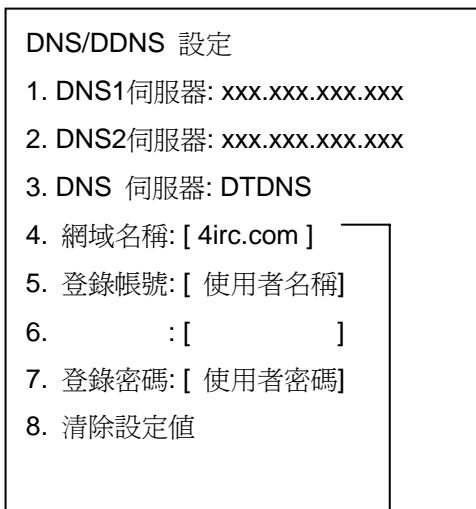 DNS/DDNS 設定
1. DNS1伺服器: xxx.xxx.xxx.xxx
2. DNS2伺服器: xxx.xxx.xxx.xxx
3. DNS 伺服器: DTDNS
4. 網域名稱: [ 4irc.com ]
5. 登錄帳號: [ 使用者名稱]
6. : [ ]
7. 登錄密碼: [ 使用者密碼]
8. 清除設定值